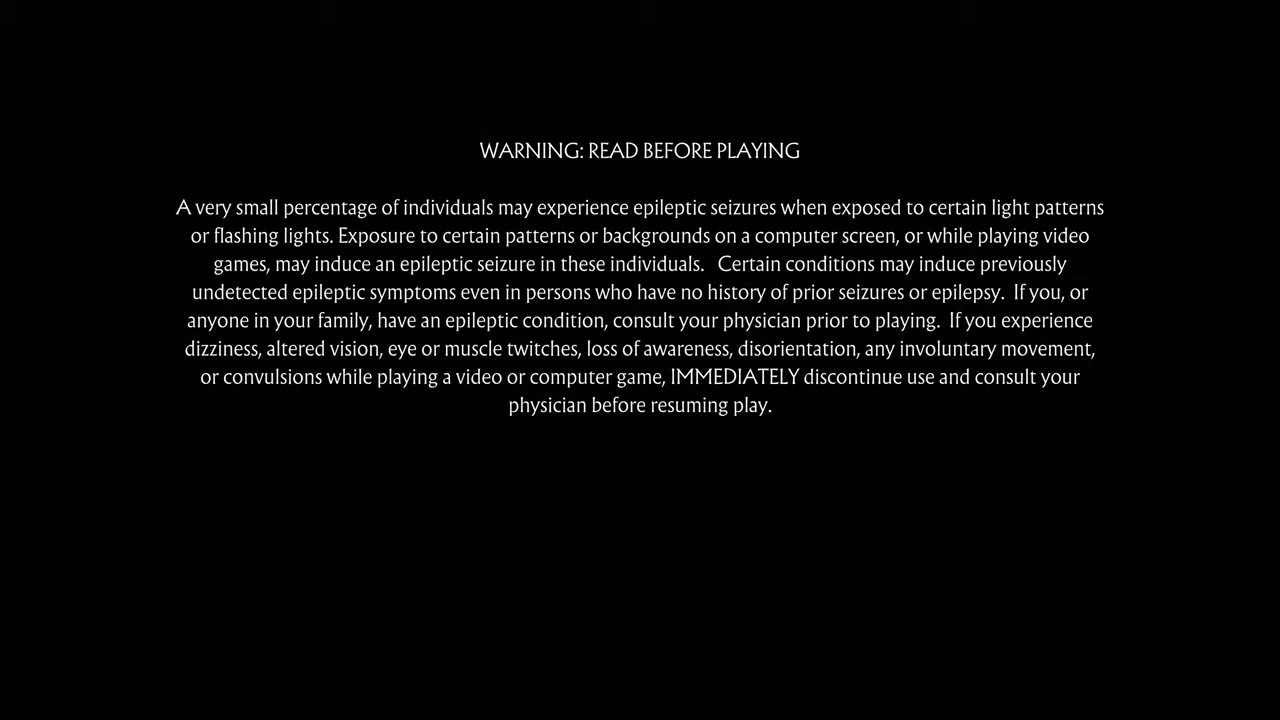 WARNING: READ BEFORE PLAYING
A very small percentage of individuals may experience epileptic seizures when exposed to certain light patterns
or flashing lights. Exposure to certain patterns or backgrounds on a computer screen, or while playing video
games, may induce an epileptic seizure in these individuals.   Certain conditions may induce previously
undetected epileptic symptoms even in persons who have no history of prior seizures or epilepsy.  If you, or
anyone in your family, have an epileptic condition, consult your physician prior to playing.  If you experience
dizziness, altered vision, eye or muscle twitches, loss of awareness, disorientation, any involuntary movement,
or convulsions while playing a video or computer game, IMMEDIATELY discontinue use and consult your
physician before resuming play.